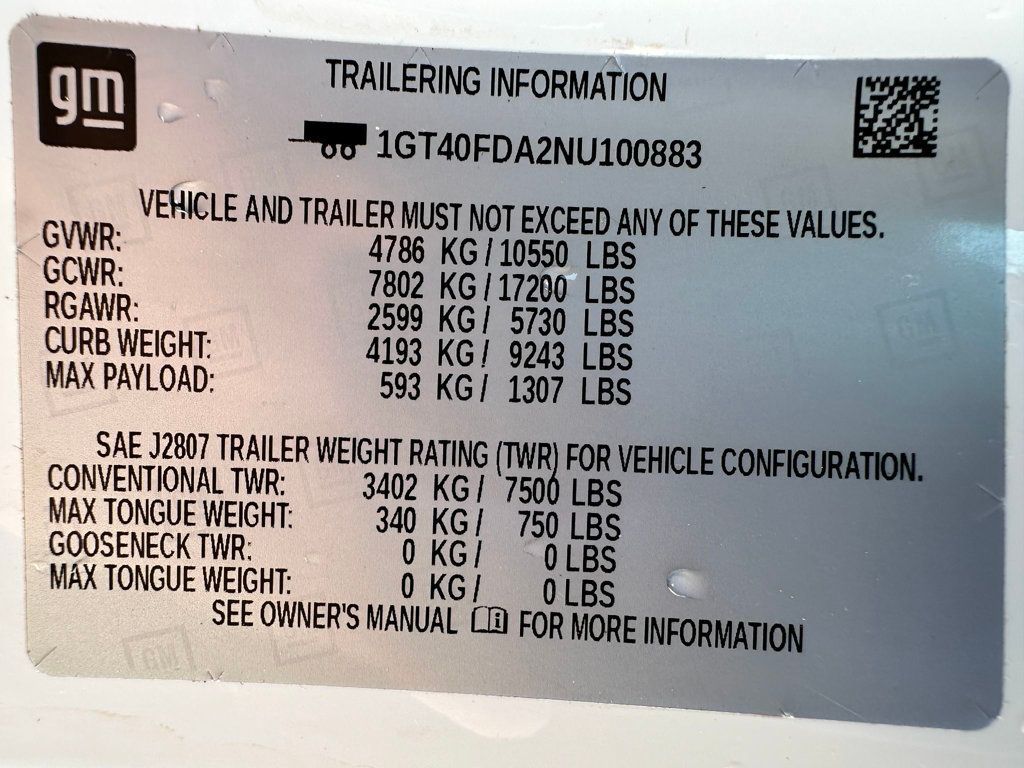 gm
TRAILERING INFORMATION
1GT40FDA2NU100883
VEHICLE AND TRAILER MUST NOT EXCEED ANY OF THESE VALUES.
GVWR: 4786 KG / 10550 LBS
GCWR: 7802 KG / 17200 LBS
RGAWR: 2599 KG / 5730 LBS
CURB WEIGHT: 4193 KG / 9243 LBS
MAX PAYLOAD: 593 KG / 1307 LBS
SAE J2807 TRAILER WEIGHT RATING (TWR) FOR VEHICLE CONFIGURATION.
CONVENTIONAL TWR: 3402 KG / 7500 LBS
MAX TONGUE WEIGHT: 340 KG / 750 LBS
GOOSENECK TWR: 0 KG / 0 LBS
MAX TONGUE WEIGHT: 0 KG / 0 LBS
SEE OWNER'S MANUAL i FOR MORE INFORMATION
GM
GM
GM
GM